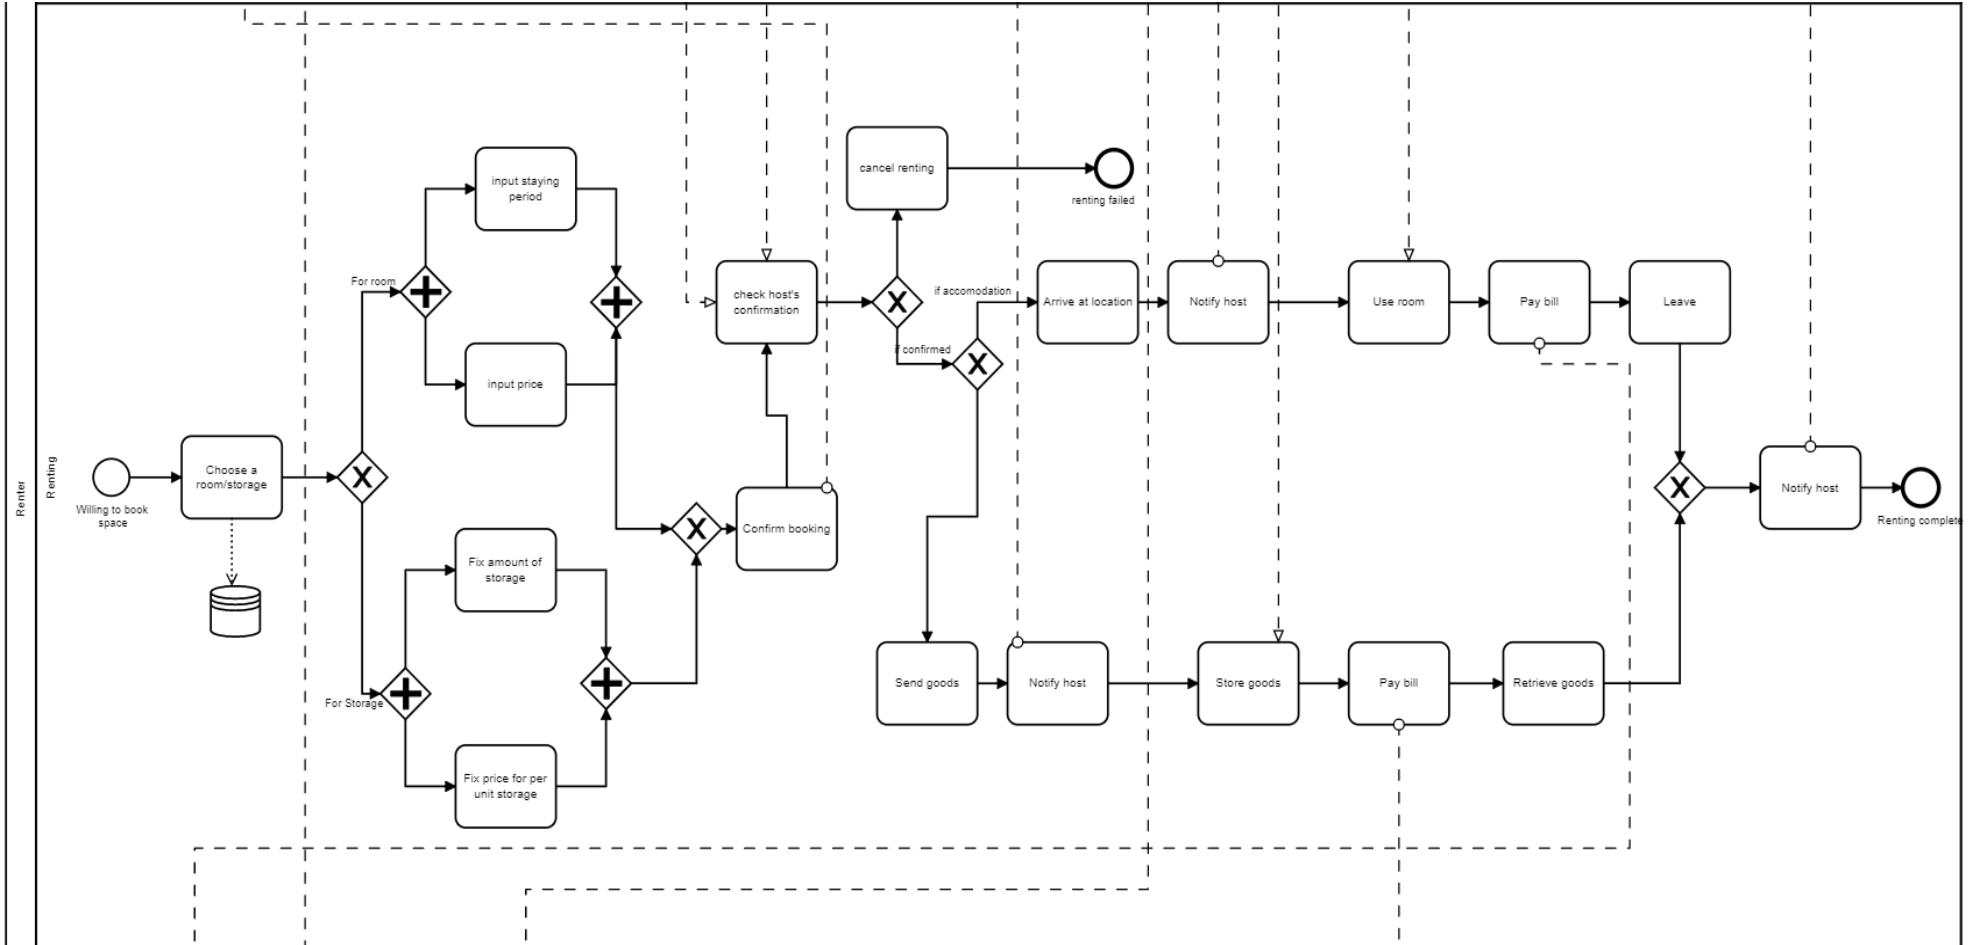 Renter
Renting
Willing to book
space
Choose a
room/storage
For room
For Storage
input staying
period
input price
Fix amount of
storage
Fix price for per
unit storage
Confirm booking
check host's
confirmation
cancel renting
renting failed
if confirmed
if accomodation
Arrive at location
Notify host
Use room
Pay bill
Leave
Send goods
Notify host
Store goods
Pay bill
Retrieve goods
Notify host
Renting complete